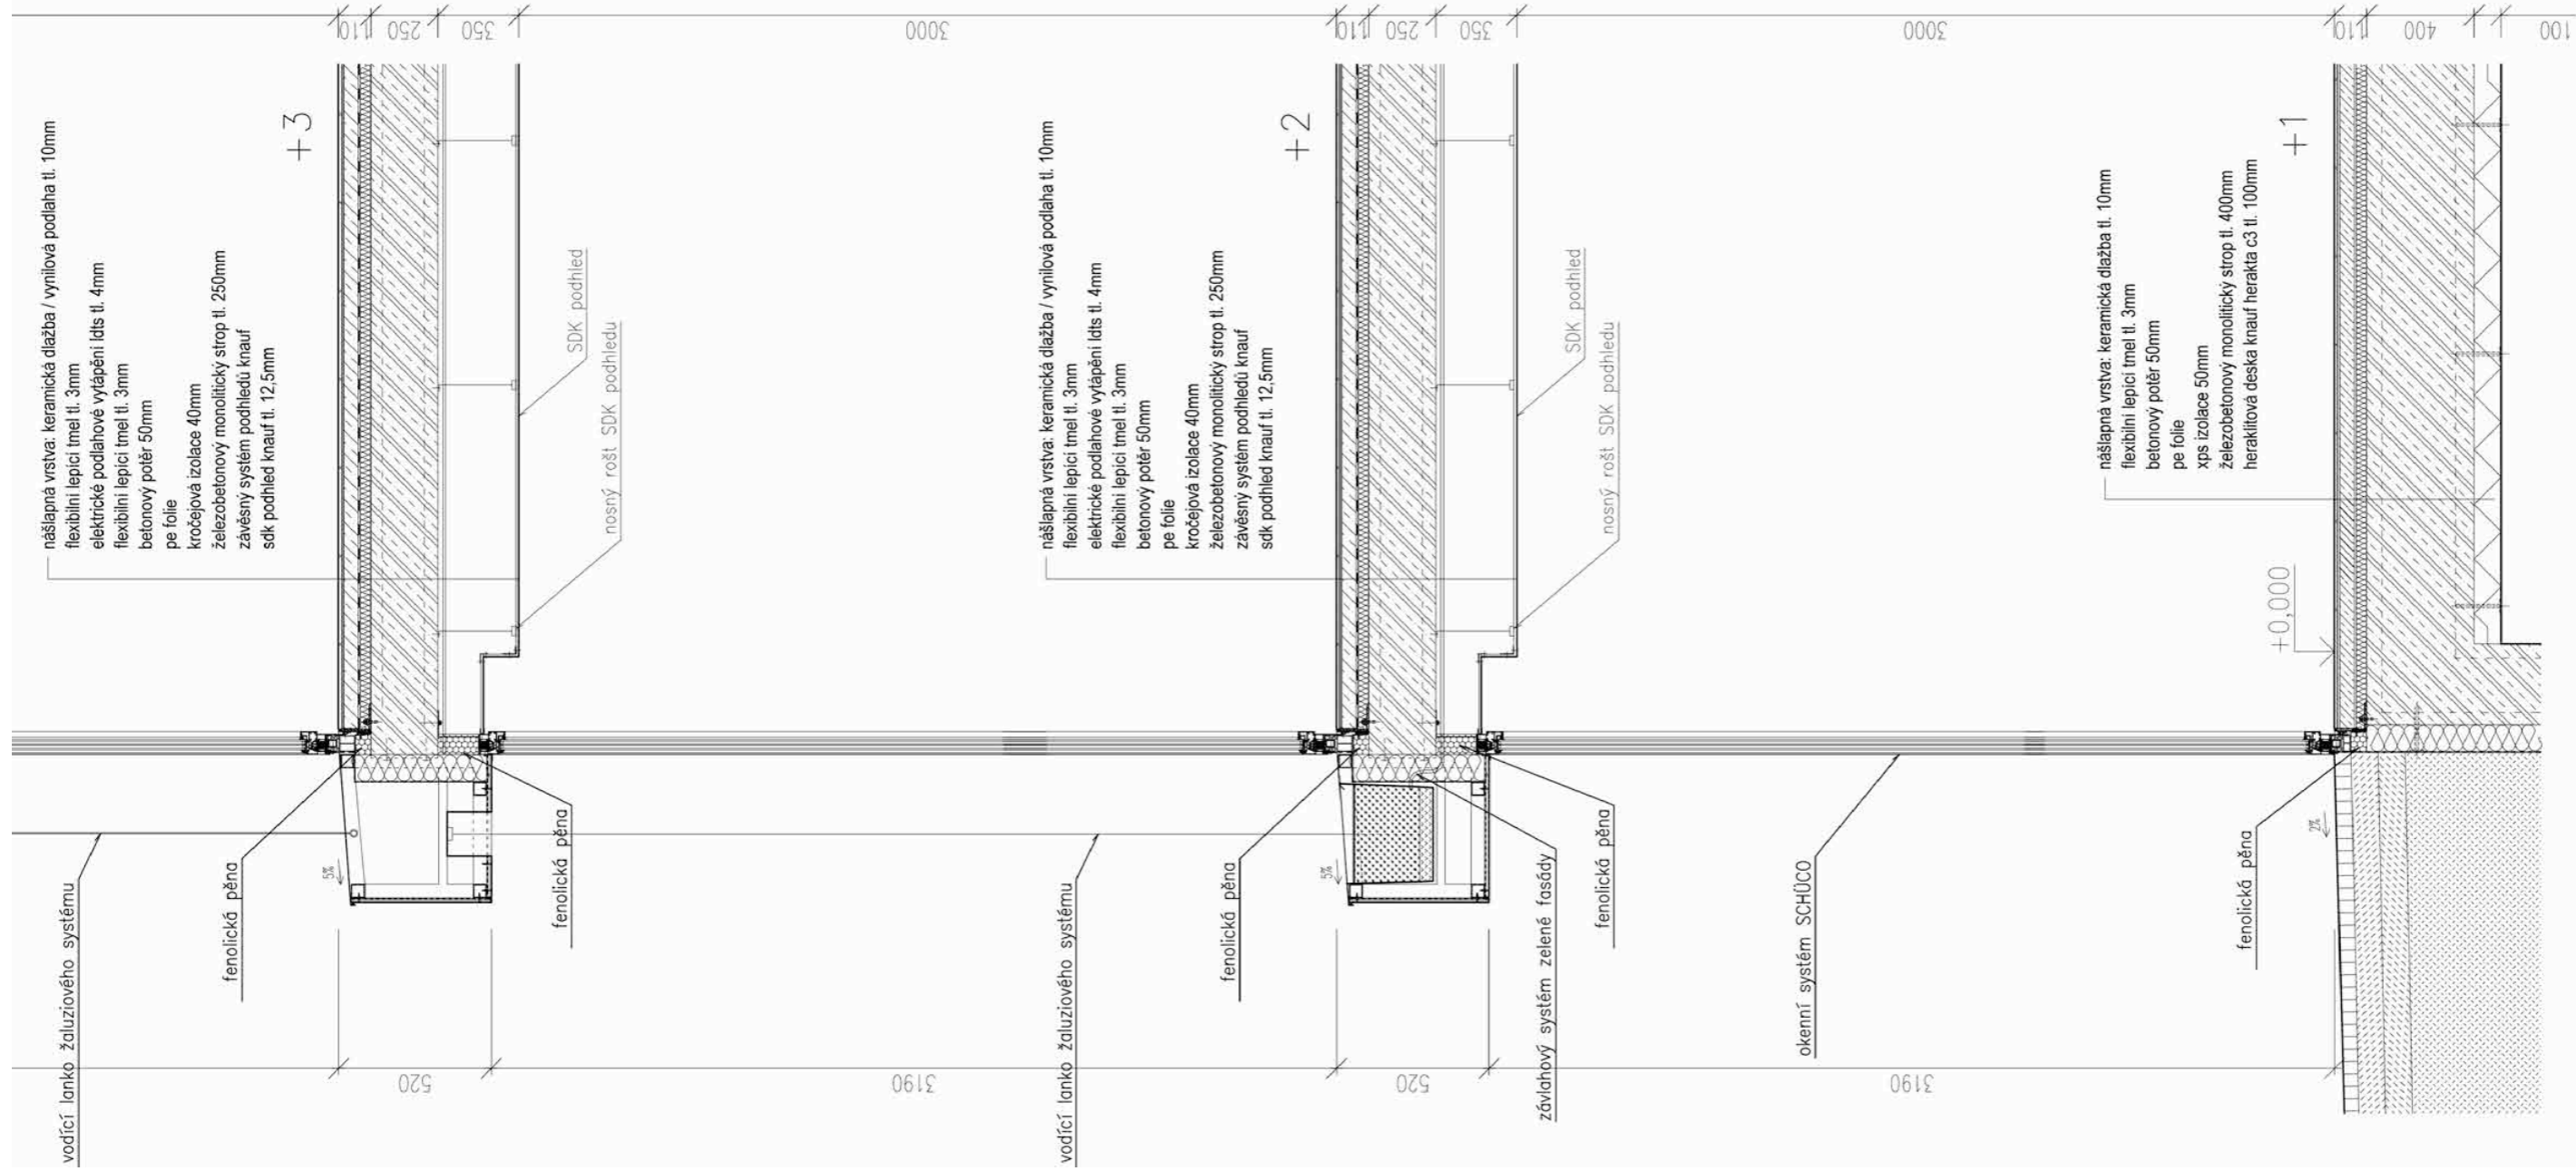 nášlapná vrstva: keramická dlažba / vynilová podlaha tl. 10mm
flexibilní lepicí tmel tl. 3mm
elektrické podlahové vytápění ldts tl. 4mm
flexibilní lepicí tmel tl. 3mm
betonový potěr 50mm
pe folie
kročejová izolace 40mm
železobetonový monolitický strop tl. 250mm
závěsný systém podhledů knauf
sdk podhled knauf tl. 12,5mm
+3
SDK podhled
nosný rošt SDK podhledu
vodící lanko žaluziového systému
fenolická pěna
fenolická pěna
5%
110
250
350
3000
520
3190
nášlapná vrstva: keramická dlažba / vynilová podlaha tl. 10mm
flexibilní lepicí tmel tl. 3mm
elektrické podlahové vytápění ldts tl. 4mm
flexibilní lepicí tmel tl. 3mm
betonový potěr 50mm
pe folie
kročejová izolace 40mm
železobetonový monolitický strop tl. 250mm
závěsný systém podhledů knauf
sdk podhled knauf tl. 12,5mm
+2
SDK podhled
nosný rošt SDK podhledu
vodící lanko žaluziového systému
fenolická pěna
závlahový systém zelené fasády
fenolická pěna
5%
110
250
350
3000
520
3190
okenní systém SCHÜCO
nášlapná vrstva: keramická dlažba tl. 10mm
flexibilní lepicí tmel tl. 3mm
betonový potěr 50mm
pe folie
xps izolace 50mm
železobetonový monolitický strop tl. 400mm
heraklitová deska knauf herakta c3 tl. 100mm
+1
+0,000
fenolická pěna
2%
110
400
100